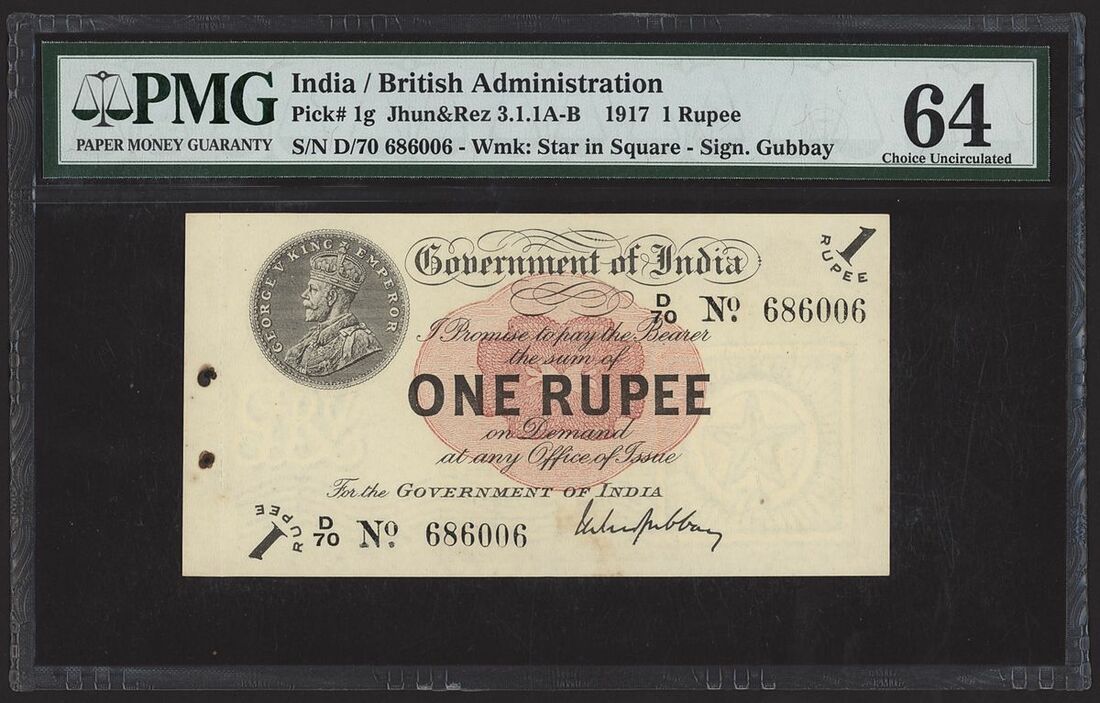 PMG
PAPER MONEY GUARANTY
India / British Administration
Pick# 1g Jhun&Rez 3.1.1A-B 1917 1 Rupee
S/N D/70 686006 - Wmk: Star in Square - Sign. Gubbay
64
Choice Uncirculated
GEORGE V KING EMPEROR
Government of India
1 RUPEE
D/70 No. 686006
I Promise to pay the Bearer
the sum of
ONE RUPEE
on Demand
at any Office of Issue
For the GOVERNMENT OF INDIA
1 RUPEE
D/70 No. 686006